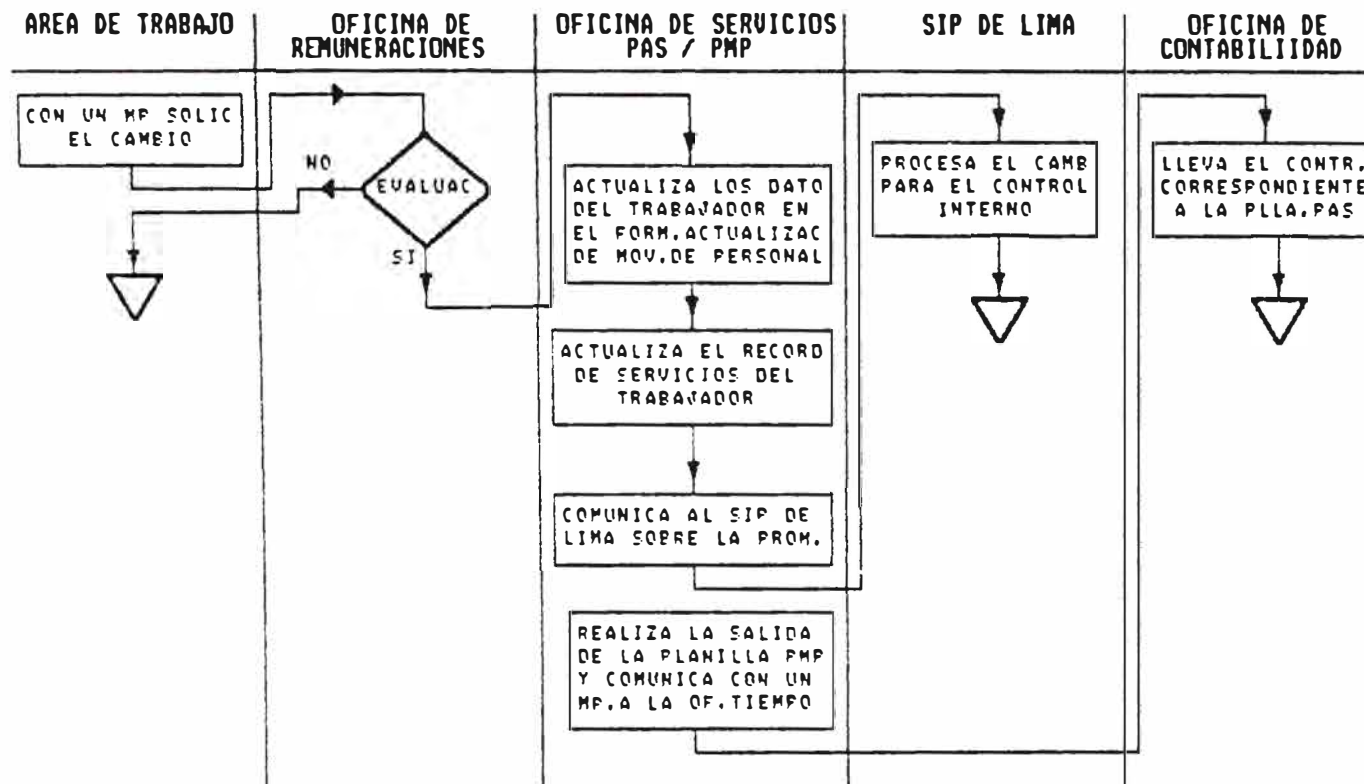 AREA DE TRABAJO
OFICINA DE
REMUNERACIONES
OFICINA DE SERVICIOS
PAS / PMP
SIP DE LIMA
OFICINA DE
CONTABILIIDAD
CON UN MP SOLIC
EL CAMBIO
NO
EVALUAC
SI
ACTUALIZA LOS DATO
DEL TRABAJADOR EN
EL FORM.ACTUALIZAC
DE MOV.DE PERSONAL
ACTUALIZA EL RECORD
DE SERVICIOS DEL
TRABAJADOR
COMUNICA AL SIP DE
LIMA SOBRE LA PROM.
REALIZA LA SALIDA
DE LA PLANILLA PMP
Y COMUNICA CON UN
MP.A LA OF.TIEMPO
PROCESA EL CAMB
PARA EL CONTROL
INTERNO
LLEVA EL CONTR.
CORRESPONDIENTE
A LA PLLA.PAS